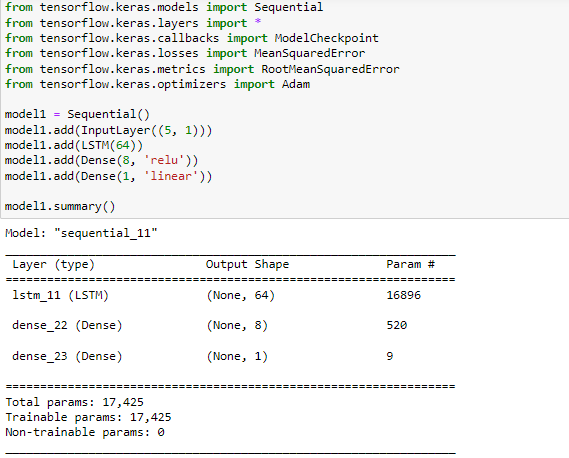 from tensorflow.keras.models import Sequential
from tensorflow.keras.layers import *
from tensorflow.keras.callbacks import ModelCheckpoint
from tensorflow.keras.losses import MeanSquaredError
from tensorflow.keras.metrics import RootMeanSquaredError
from tensorflow.keras.optimizers import Adam
model1 = Sequential()
model1.add(InputLayer((5, 1)))
model1.add(LSTM(64))
model1.add(Dense(8, 'relu'))
model1.add(Dense(1, 'linear'))
model1.summary()
Model: "sequential_11"
_________________________________________________________________
Layer (type) Output Shape Param #
=================================================================
lstm_11 (LSTM) (None, 64) 16896
dense_22 (Dense) (None, 8) 520
dense_23 (Dense) (None, 1) 9
=================================================================
Total params: 17,425
Trainable params: 17,425
Non-trainable params: 0
_________________________________________________________________